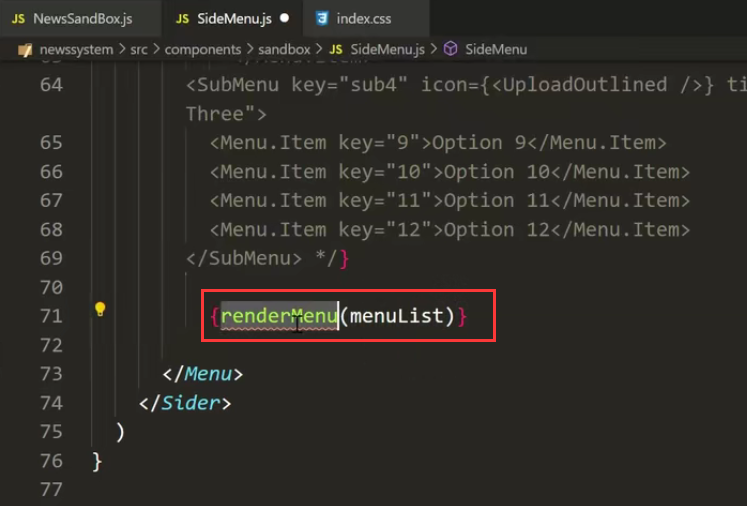 JS NewsSandBox.js JS SideMenu.js ● index.css
newssystem > src > components > sandbox > JS SideMenu.js > SideMenu
64 <SubMenu key="sub4" icon={<UploadOutlined />} ti
Three">
65 <Menu.Item key="9">Option 9</Menu.Item>
66 <Menu.Item key="10">Option 10</Menu.Item>
67 <Menu.Item key="11">Option 11</Menu.Item>
68 <Menu.Item key="12">Option 12</Menu.Item>
69 </SubMenu> */}
70
71 {renderMenu(menuList)}
72
73 </Menu>
74 </Sider>
75 )
76 }
77